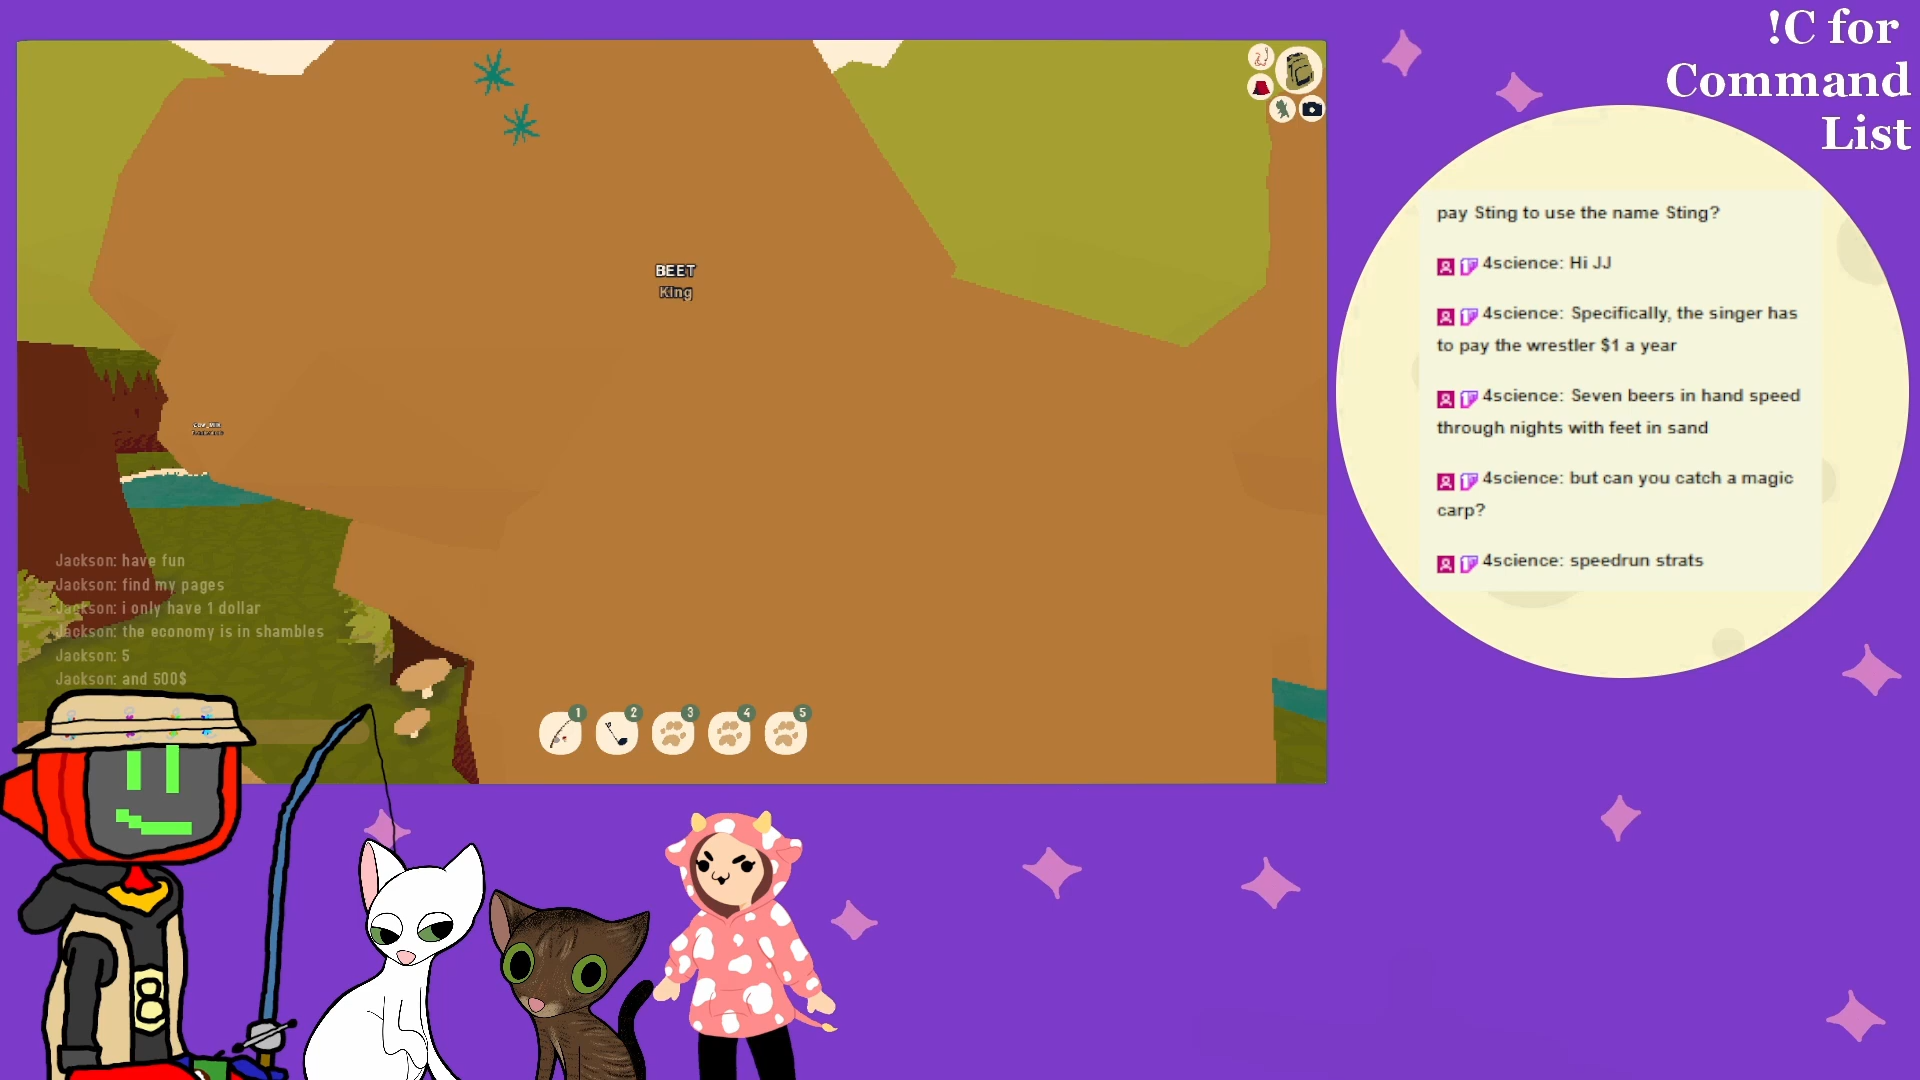 !C for
Command
List
pay Sting to use the name Sting?
4science: Hi JJ
4science: Specifically, the singer has
to pay the wrestler $1 a year
4science: Seven beers in hand speed
through nights with feet in sand
4science: but can you catch a magic
carp?
4science: speedrun strats
BEET
King
Jackson: have fun
Jackson: find my pages
Jackson: i only have 1 dollar
Jackson: the economy is in shambles
Jackson: 5
Jackson: and 500$
1
2
3
4
5
8